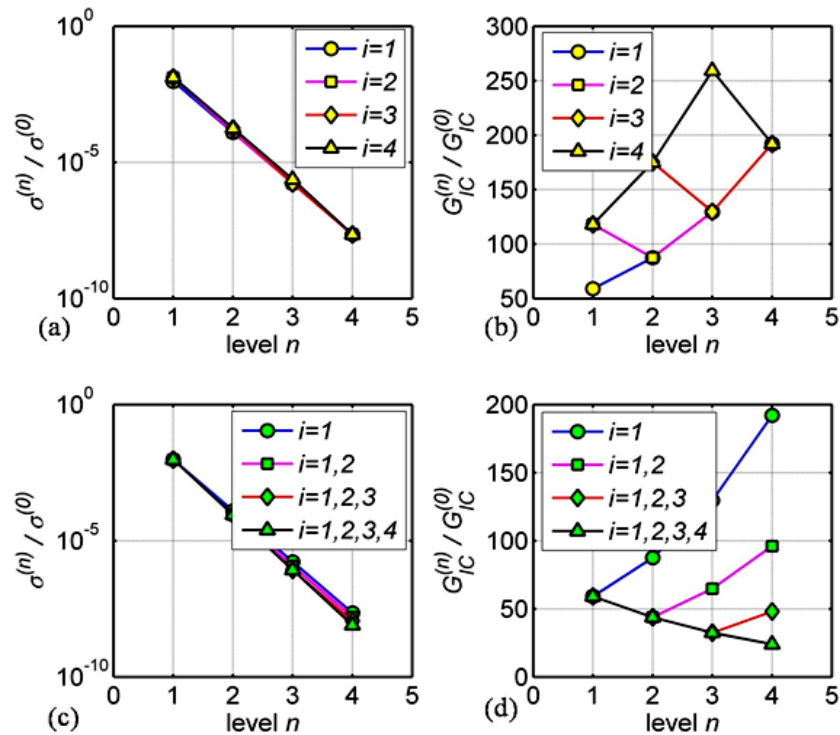 10^0
10^-5
10^-10
σ^(n) / σ^(0)
i=1
i=2
i=3
i=4
0 1 2 3 4 5
level n
(a)
300
250
200
150
100
50
G_IC^(n) / G_IC^(0)
i=1
i=2
i=3
i=4
0 1 2 3 4 5
level n
(b)
10^0
10^-5
10^-10
σ^(n) / σ^(0)
i=1
i=1,2
i=1,2,3
i=1,2,3,4
0 1 2 3 4 5
level n
(c)
200
150
100
50
0
G_IC^(n) / G_IC^(0)
i=1
i=1,2
i=1,2,3
i=1,2,3,4
0 1 2 3 4 5
level n
(d)